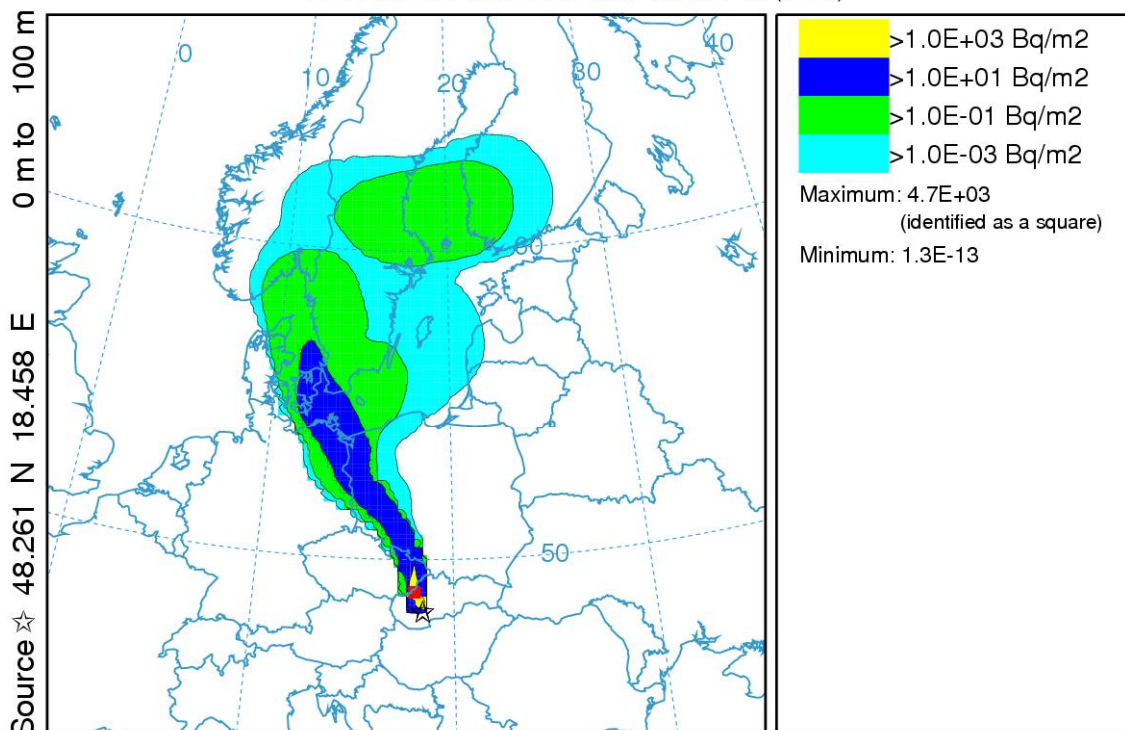 Source ☆ 48.261 N 18.458 E 0 m to 100 m
0
10
20
30
40
60
50
>1.0E+03 Bq/m2
>1.0E+01 Bq/m2
>1.0E-01 Bq/m2
>1.0E-03 Bq/m2
Maximum: 4.7E+03
(identified as a square)
Minimum: 1.3E-13